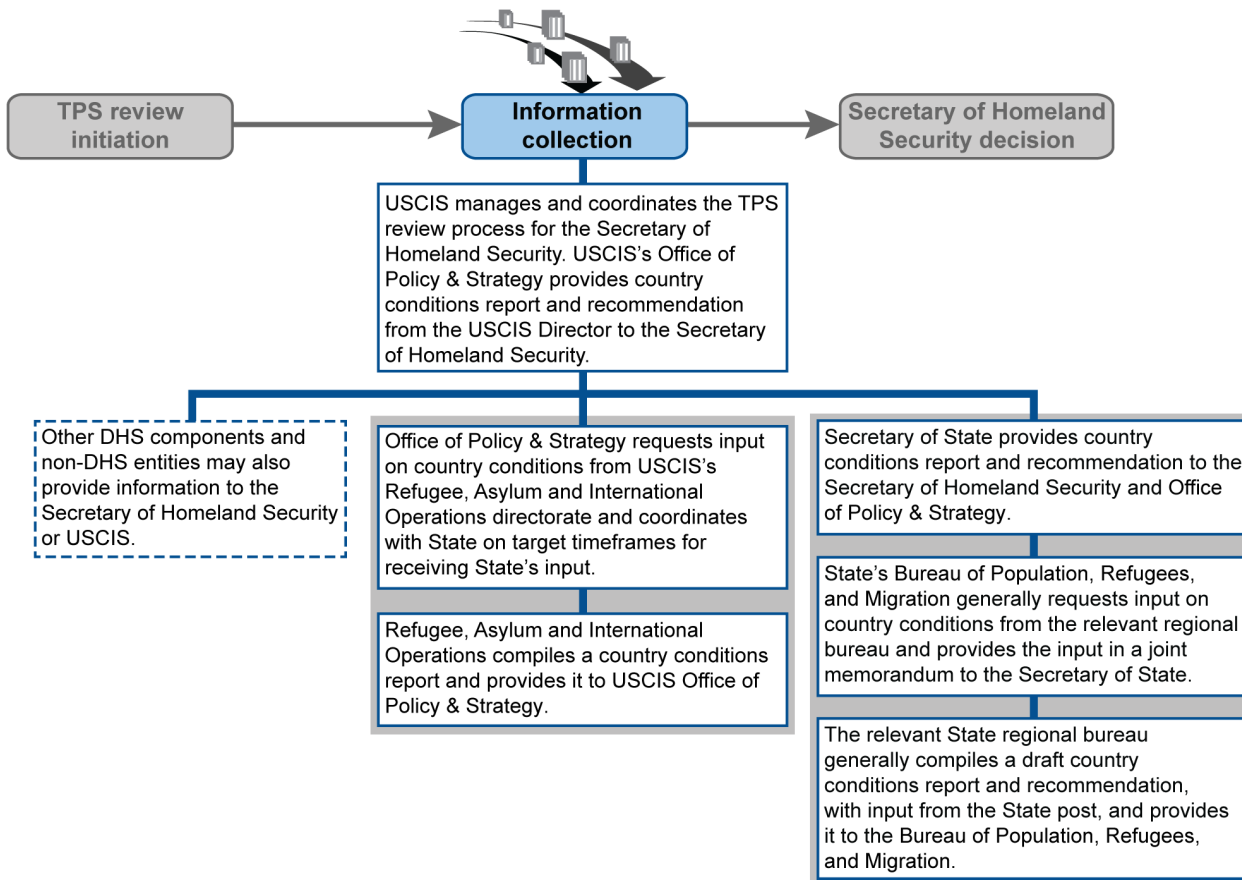 TPS review
initiation
Information
collection
Secretary of Homeland
Security decision
USCIS manages and coordinates the TPS
review process for the Secretary of
Homeland Security. USCIS’s Office of
Policy & Strategy provides country
conditions report and recommendation
from the USCIS Director to the Secretary
of Homeland Security.
Other DHS components and
non-DHS entities may also
provide information to the
Secretary of Homeland Security
or USCIS.
Office of Policy & Strategy requests input
on country conditions from USCIS’s
Refugee, Asylum and International
Operations directorate and coordinates
with State on target timeframes for
receiving State’s input.
Refugee, Asylum and International
Operations compiles a country conditions
report and provides it to USCIS Office of
Policy & Strategy.
Secretary of State provides country
conditions report and recommendation to the
Secretary of Homeland Security and Office
of Policy & Strategy.
State’s Bureau of Population, Refugees,
and Migration generally requests input on
country conditions from the relevant regional
bureau and provides the input in a joint
memorandum to the Secretary of State.
The relevant State regional bureau
generally compiles a draft country
conditions report and recommendation,
with input from the State post, and provides
it to the Bureau of Population, Refugees,
and Migration.